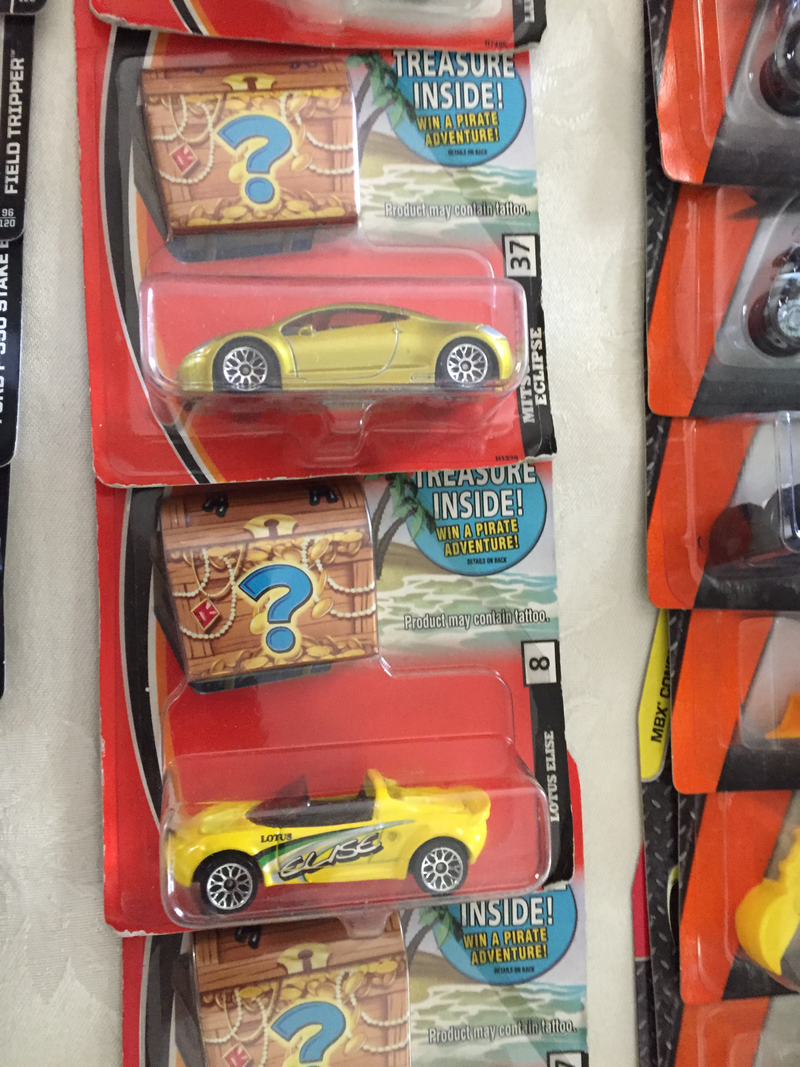 FIELD TRIPPER™
96
120
TREASURE
INSIDE!
WIN A PIRATE
ADVENTURE!
DETAILS ON BACK
?
Product may contain tattoo.
37
ECLIPSE
TREASURE
INSIDE!
WIN A PIRATE
ADVENTURE!
DETAILS ON BACK
?
Product may contain tattoo.
8
LOTUS ELISE
LOTUS
ELISE
INSIDE!
WIN A PIRATE
ADVENTURE!
DETAILS ON BACK
?
Product may contain tattoo.
MBX